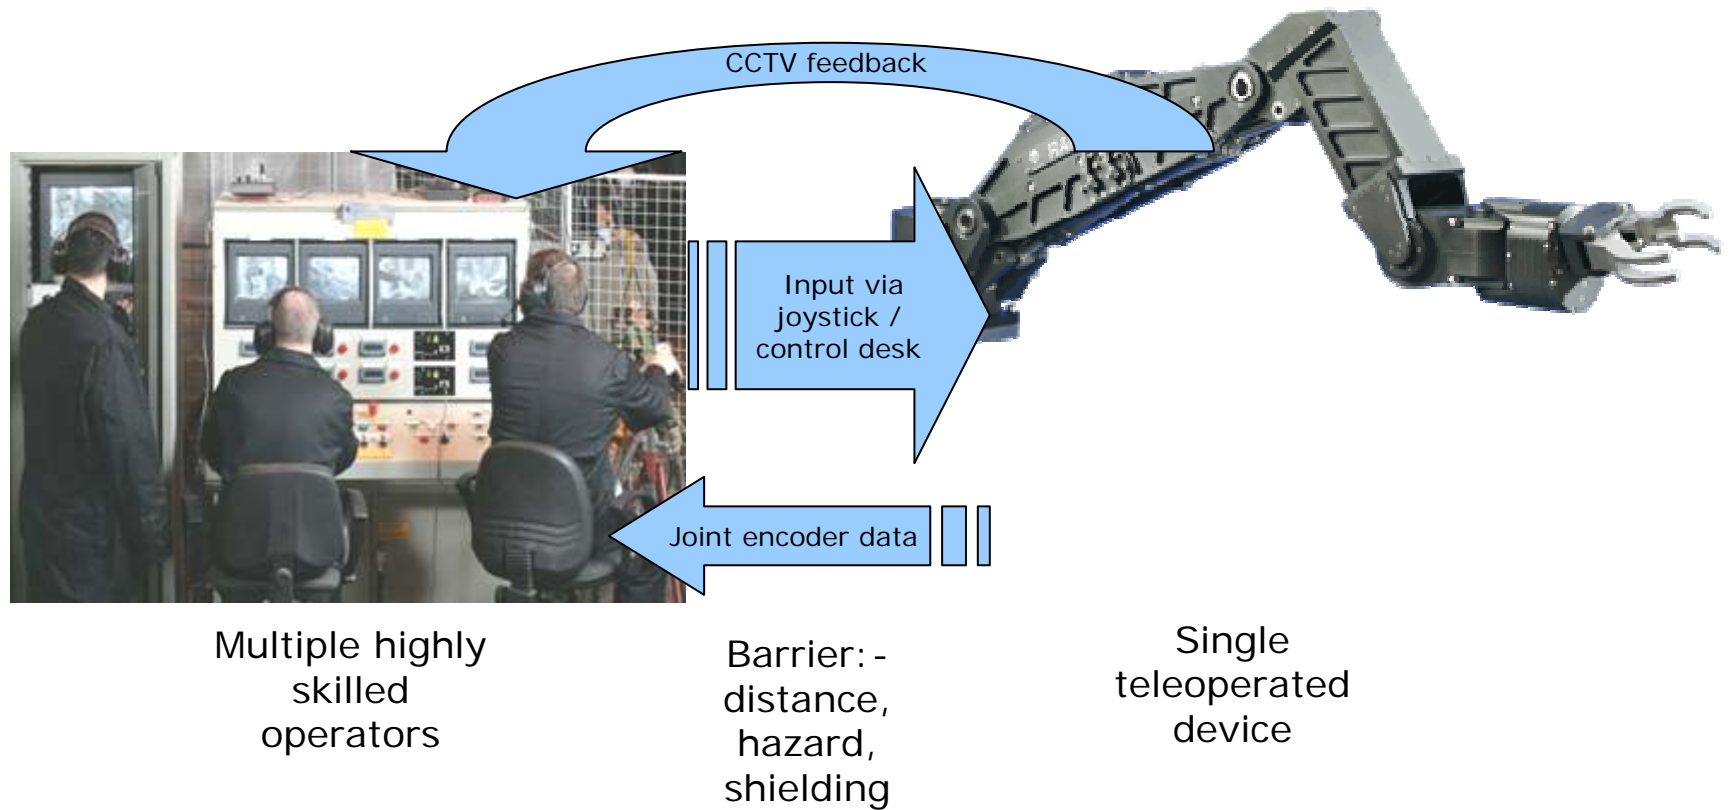 CCTV feedback
Input via
joystick /
control desk
Joint encoder data
Multiple highly
skilled
operators
Barrier:-
distance,
hazard,
shielding
Single
teleoperated
device